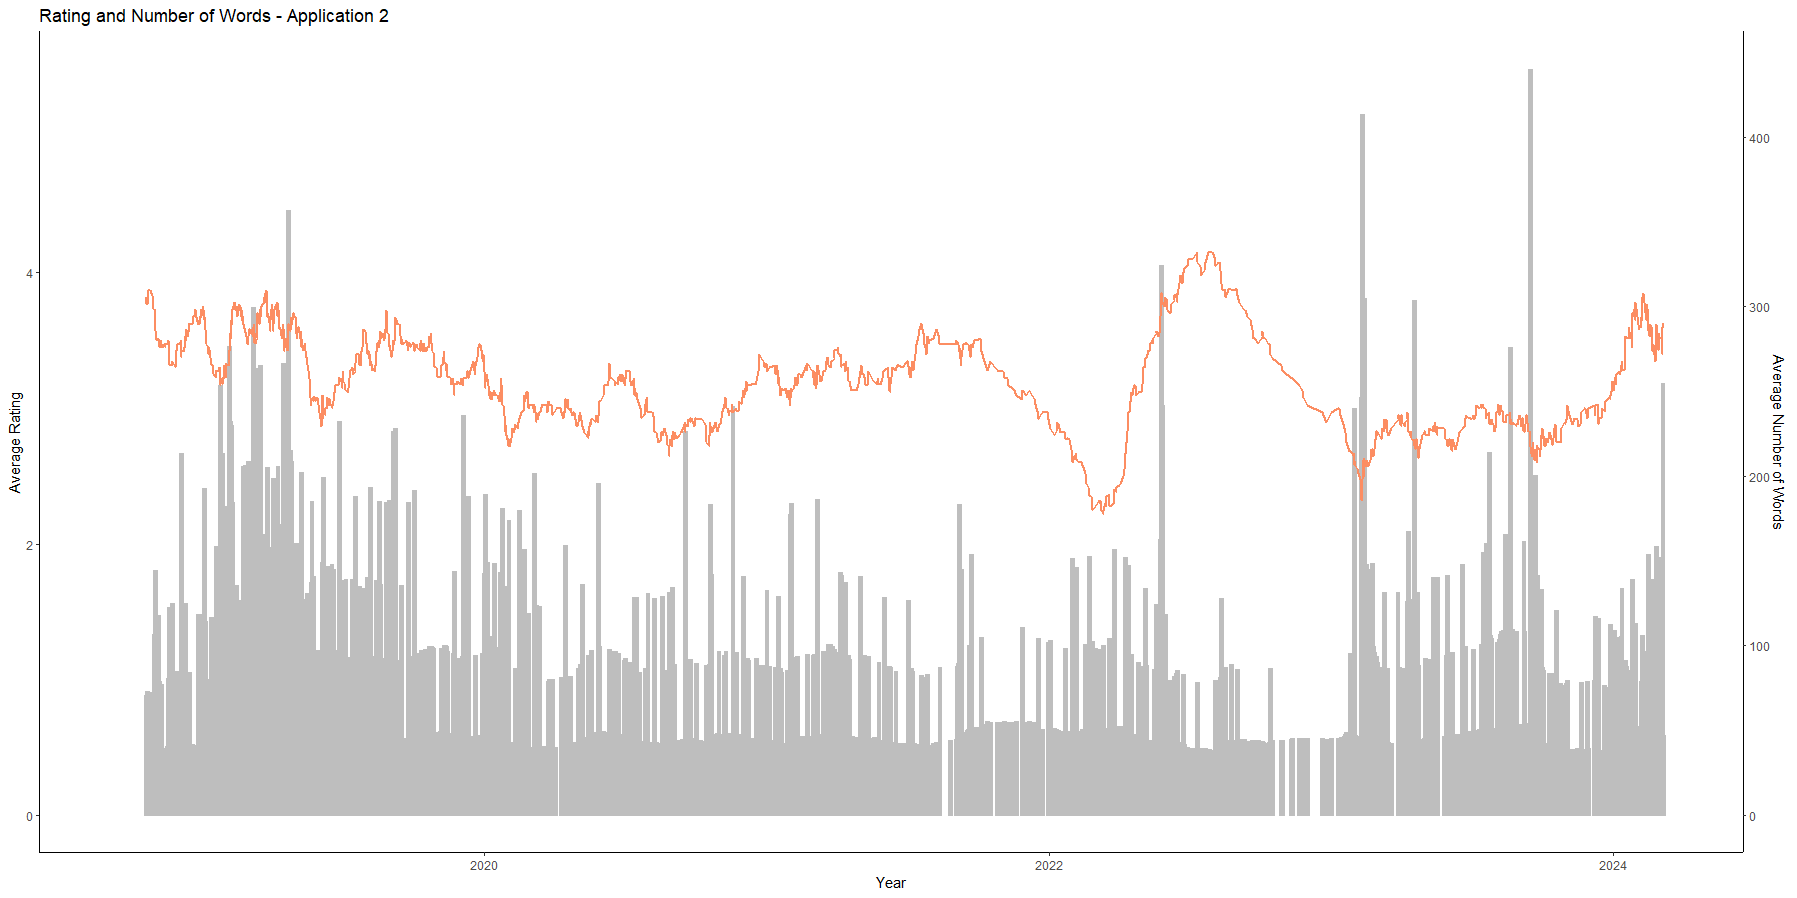 Rating and Number of Words - Application 2
Average Rating
4
2
0
400
300
200
100
0
Average Number of Words
2020
2022
2024
Year